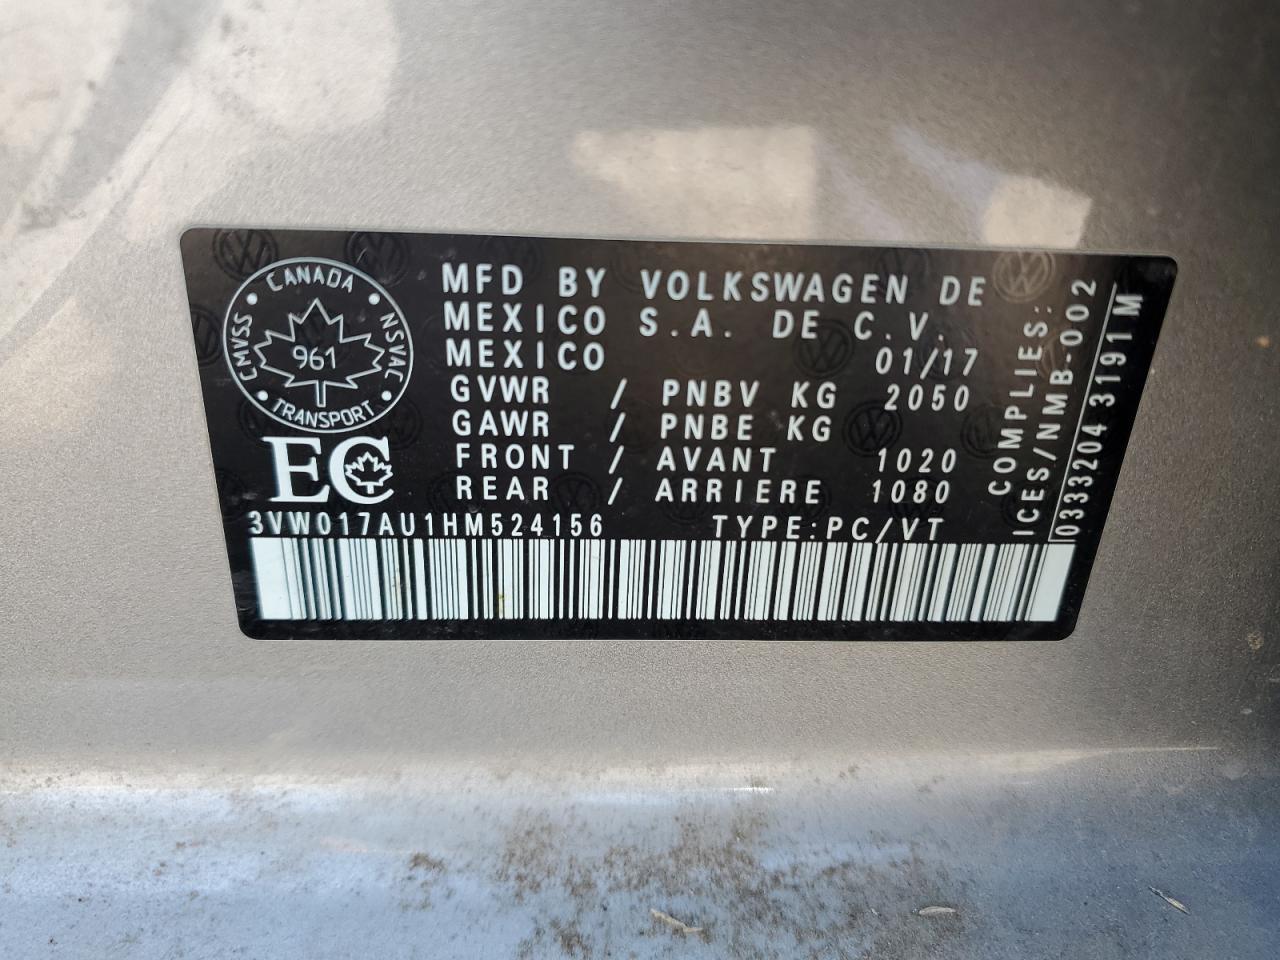 CANADA
CMVSS
NSVAC
961
TRANSPORT
EC
MFD BY VOLKSWAGEN DE
MEXICO S.A. DE C.V.
MEXICO 01/17
GVWR / PNBV KG 2050
GAWR / PNBE KG
FRONT / AVANT 1020
REAR / ARRIERE 1080
3VW017AU1HM524156 TYPE:PC/VT
COMPLIES:
ICES/NMB-002
0333204 3191M